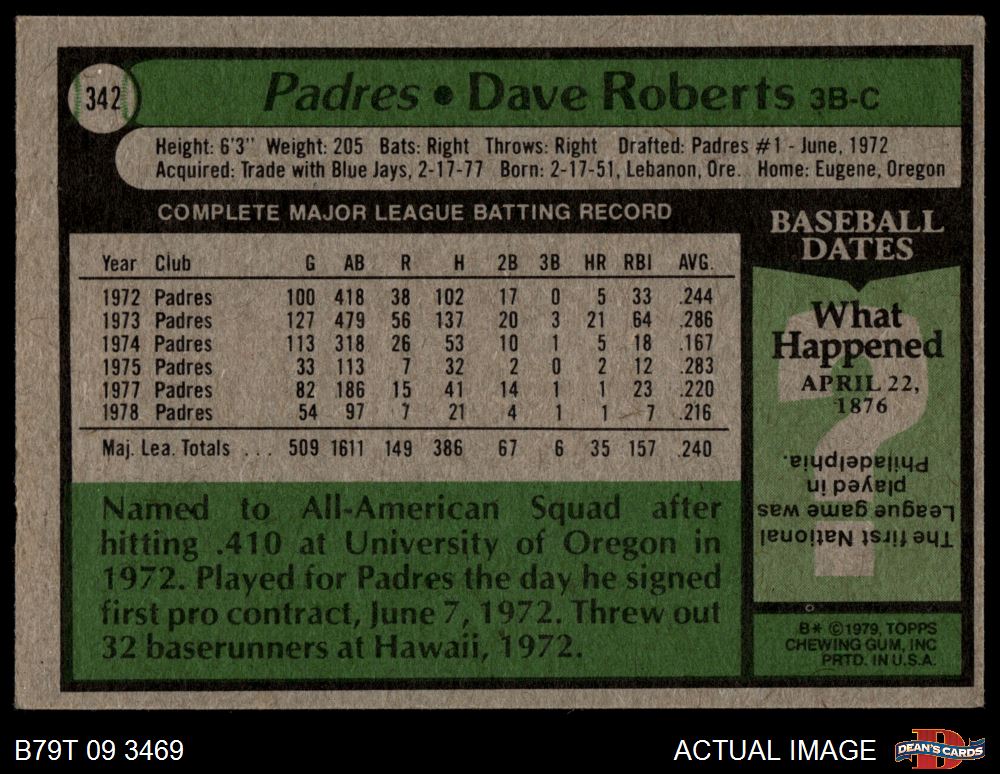 342
Padres • Dave Roberts 3B-C
Height: 6'3" Weight: 205 Bats: Right Throws: Right Drafted: Padres #1 - June, 1972
Acquired: Trade with Blue Jays, 2-17-77 Born: 2-17-51, Lebanon, Ore. Home: Eugene, Oregon
COMPLETE MAJOR LEAGUE BATTING RECORD
Year Club G AB R H 2B 3B HR RBI AVG.
1972 Padres 100 418 38 102 17 0 5 33 .244
1973 Padres 127 479 56 137 20 3 21 64 .286
1974 Padres 113 318 26 53 10 1 5 18 .167
1975 Padres 33 113 7 32 2 0 2 12 .283
1977 Padres 82 186 15 41 14 1 1 23 .220
1978 Padres 54 97 7 21 4 1 1 7 .216
Maj. Lea. Totals ... 509 1611 149 386 67 6 35 157 .240
Named to All-American Squad after
hitting .410 at University of Oregon in
1972. Played for Padres the day he signed
first pro contract, June 7, 1972. Threw out
32 baserunners at Hawaii, 1972.
BASEBALL
DATES
What
Happened
APRIL 22,
1876
?
The first National
League game was
played in
Philadelphia.
B* ©1979, TOPPS
CHEWING GUM, INC
PRTD. IN U.S.A.
B79T 09 3469
ACTUAL IMAGE
D
DEAN'S CARDS